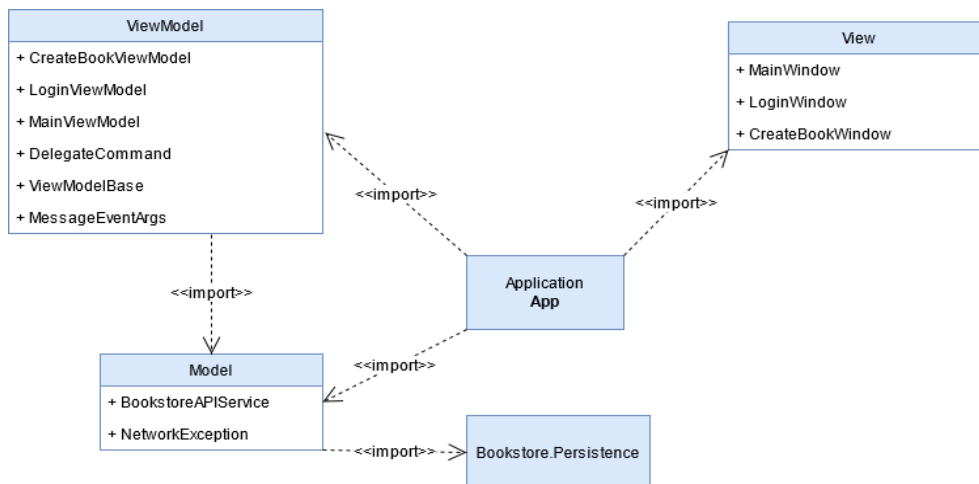 ViewModel
+ CreateBookViewModel
+ LoginViewModel
+ MainViewModel
+ DelegateCommand
+ ViewModelBase
+ MessageEventArgs
View
+ MainWindow
+ LoginWindow
+ CreateBookWindow
<<import>>
<<import>>
Application
App
<<import>>
<<import>>
Model
+ BookstoreAPIService
+ NetworkException
<<import>>
Bookstore.Persistence